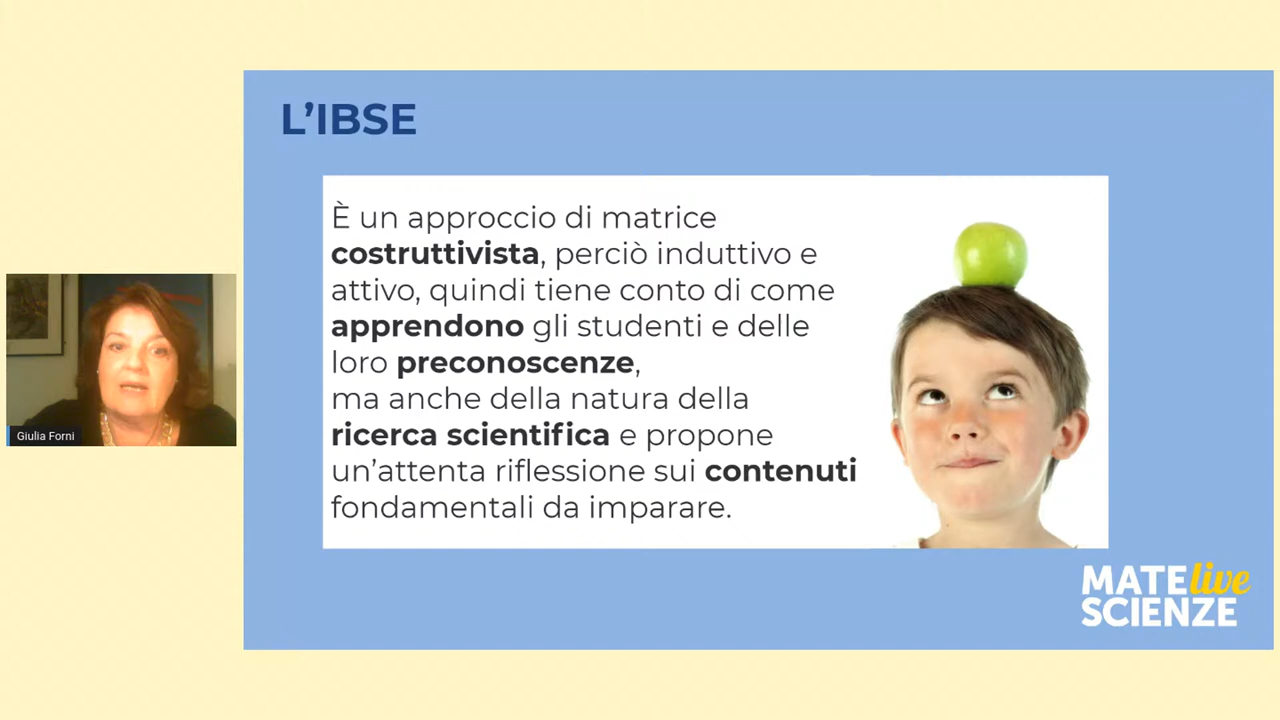 L’IBSE
È un approccio di matrice
costruttivista, perciò induttivo e
attivo, quindi tiene conto di come
apprendono gli studenti e delle
loro preconoscenze,
ma anche della natura della
ricerca scientifica e propone
un’attenta riflessione sui contenuti
fondamentali da imparare.
Giulia Forni
MATE live
SCIENZE